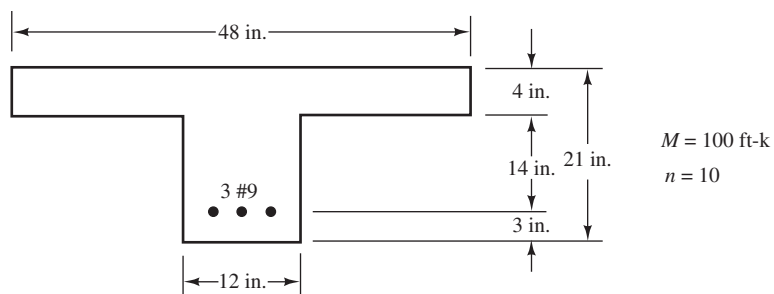 48 in.
4 in.
14 in.
21 in.
M = 100 ft-k
n = 10
3 #9
3 in.
12 in.